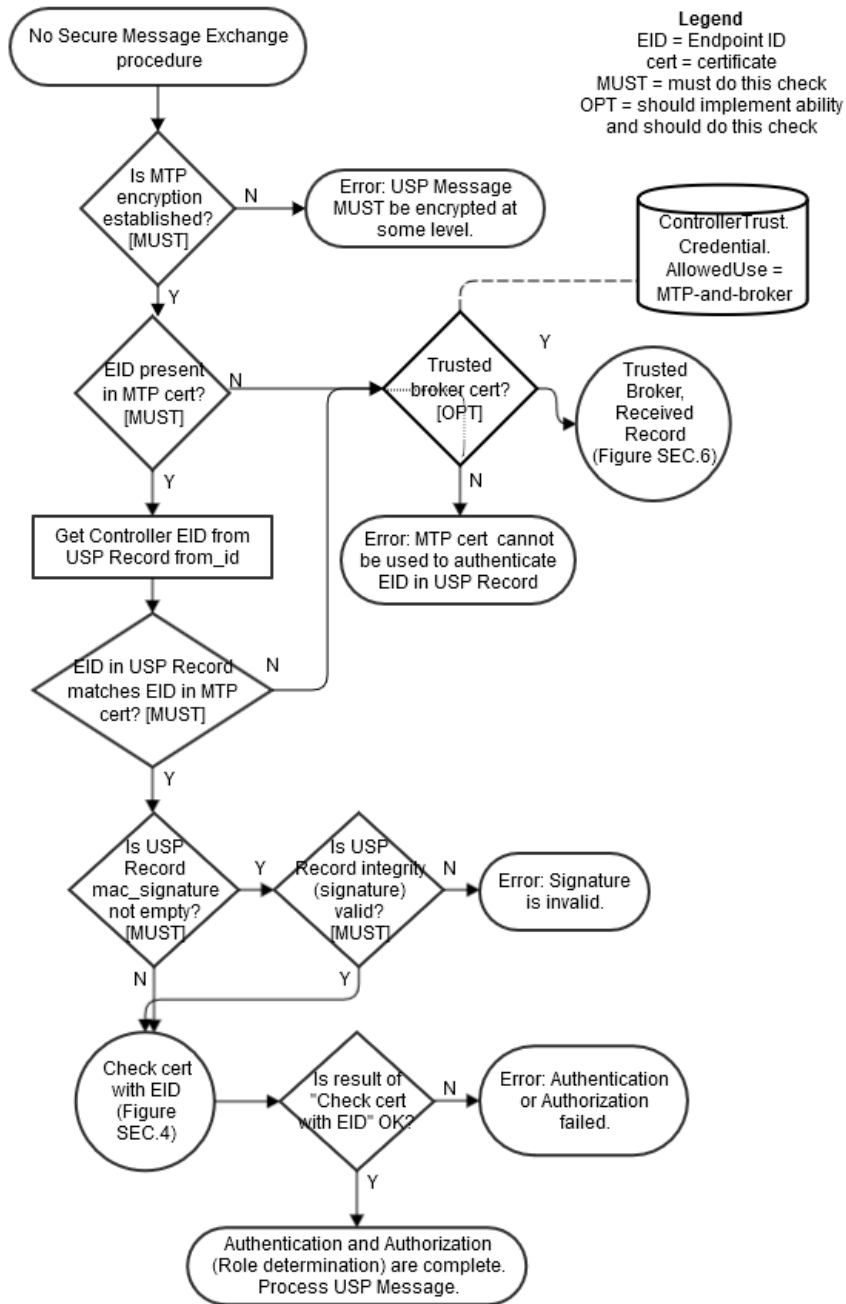 No Secure Message Exchange
procedure
Legend
EID = Endpoint ID
cert = certificate
MUST = must do this check
OPT = should implement ability
and should do this check
Is MTP
encryption
established?
[MUST]
N
Error: USP Message
MUST be encrypted at
some level.
ControllerTrust.
Credential.
AllowedUse =
MTP-and-broker
Y
EID present
in MTP cert?
[MUST]
N
Trusted
broker cert?
[OPT]
Y
Trusted
Broker,
Received
Record
(Figure SEC.6)
Y
N
Get Controller EID from
USP Record from_id
Error: MTP cert cannot
be used to authenticate
EID in USP Record
EID in USP Record
matches EID in MTP
cert? [MUST]
N
Y
Is USP
Record
mac_signature
not empty?
[MUST]
Y
Is USP
Record integrity
(signature)
valid?
[MUST]
N
Error: Signature
is invalid.
N
Y
Check cert
with EID
(Figure
SEC.4)
Is result of
"Check cert
with EID" OK?
N
Error: Authentication
or Authorization
failed.
Y
Authentication and Authorization
(Role determination) are complete.
Process USP Message.